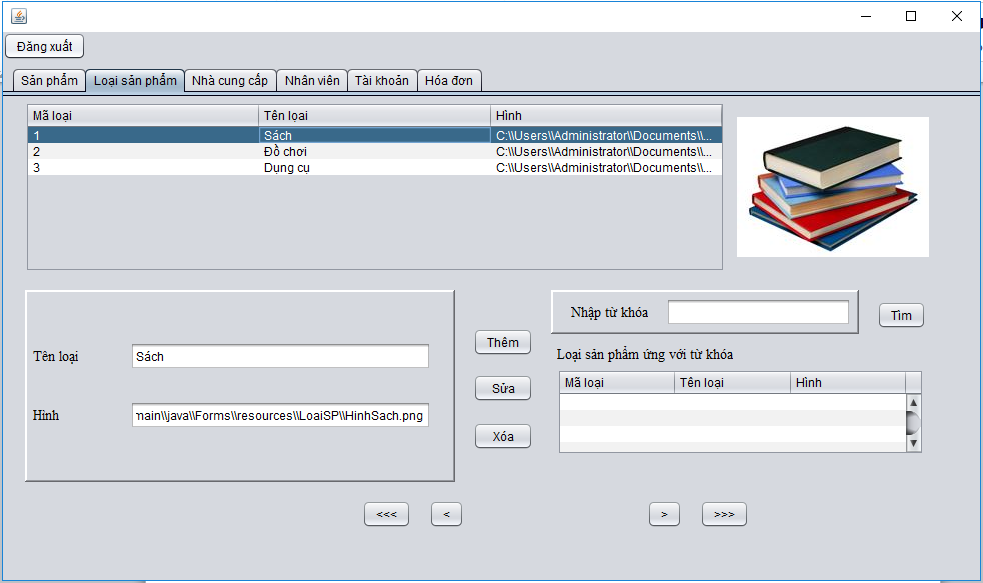 Đăng xuất
Sản phẩm Loại sản phẩm Nhà cung cấp Nhân viên Tài khoản Hóa đơn
Mã loại Tên lọai Hình
1 Sách C:\\Users\\Administrator\\Documents\\...
2 Đồ chơi C:\\Users\\Administrator\\Documents\\...
3 Dụng cụ C:\\Users\\Administrator\\Documents\\...
Nhập từ khóa Tìm
Tên loại Sách
Thêm
Loại sản phẩm ứng với từ khóa
Mã loại Tên loại Hình
Sửa
Hình main\\java\\Forms\\resources\\LoaiSP\\HinhSach.png
Xóa
<<< < > >>>